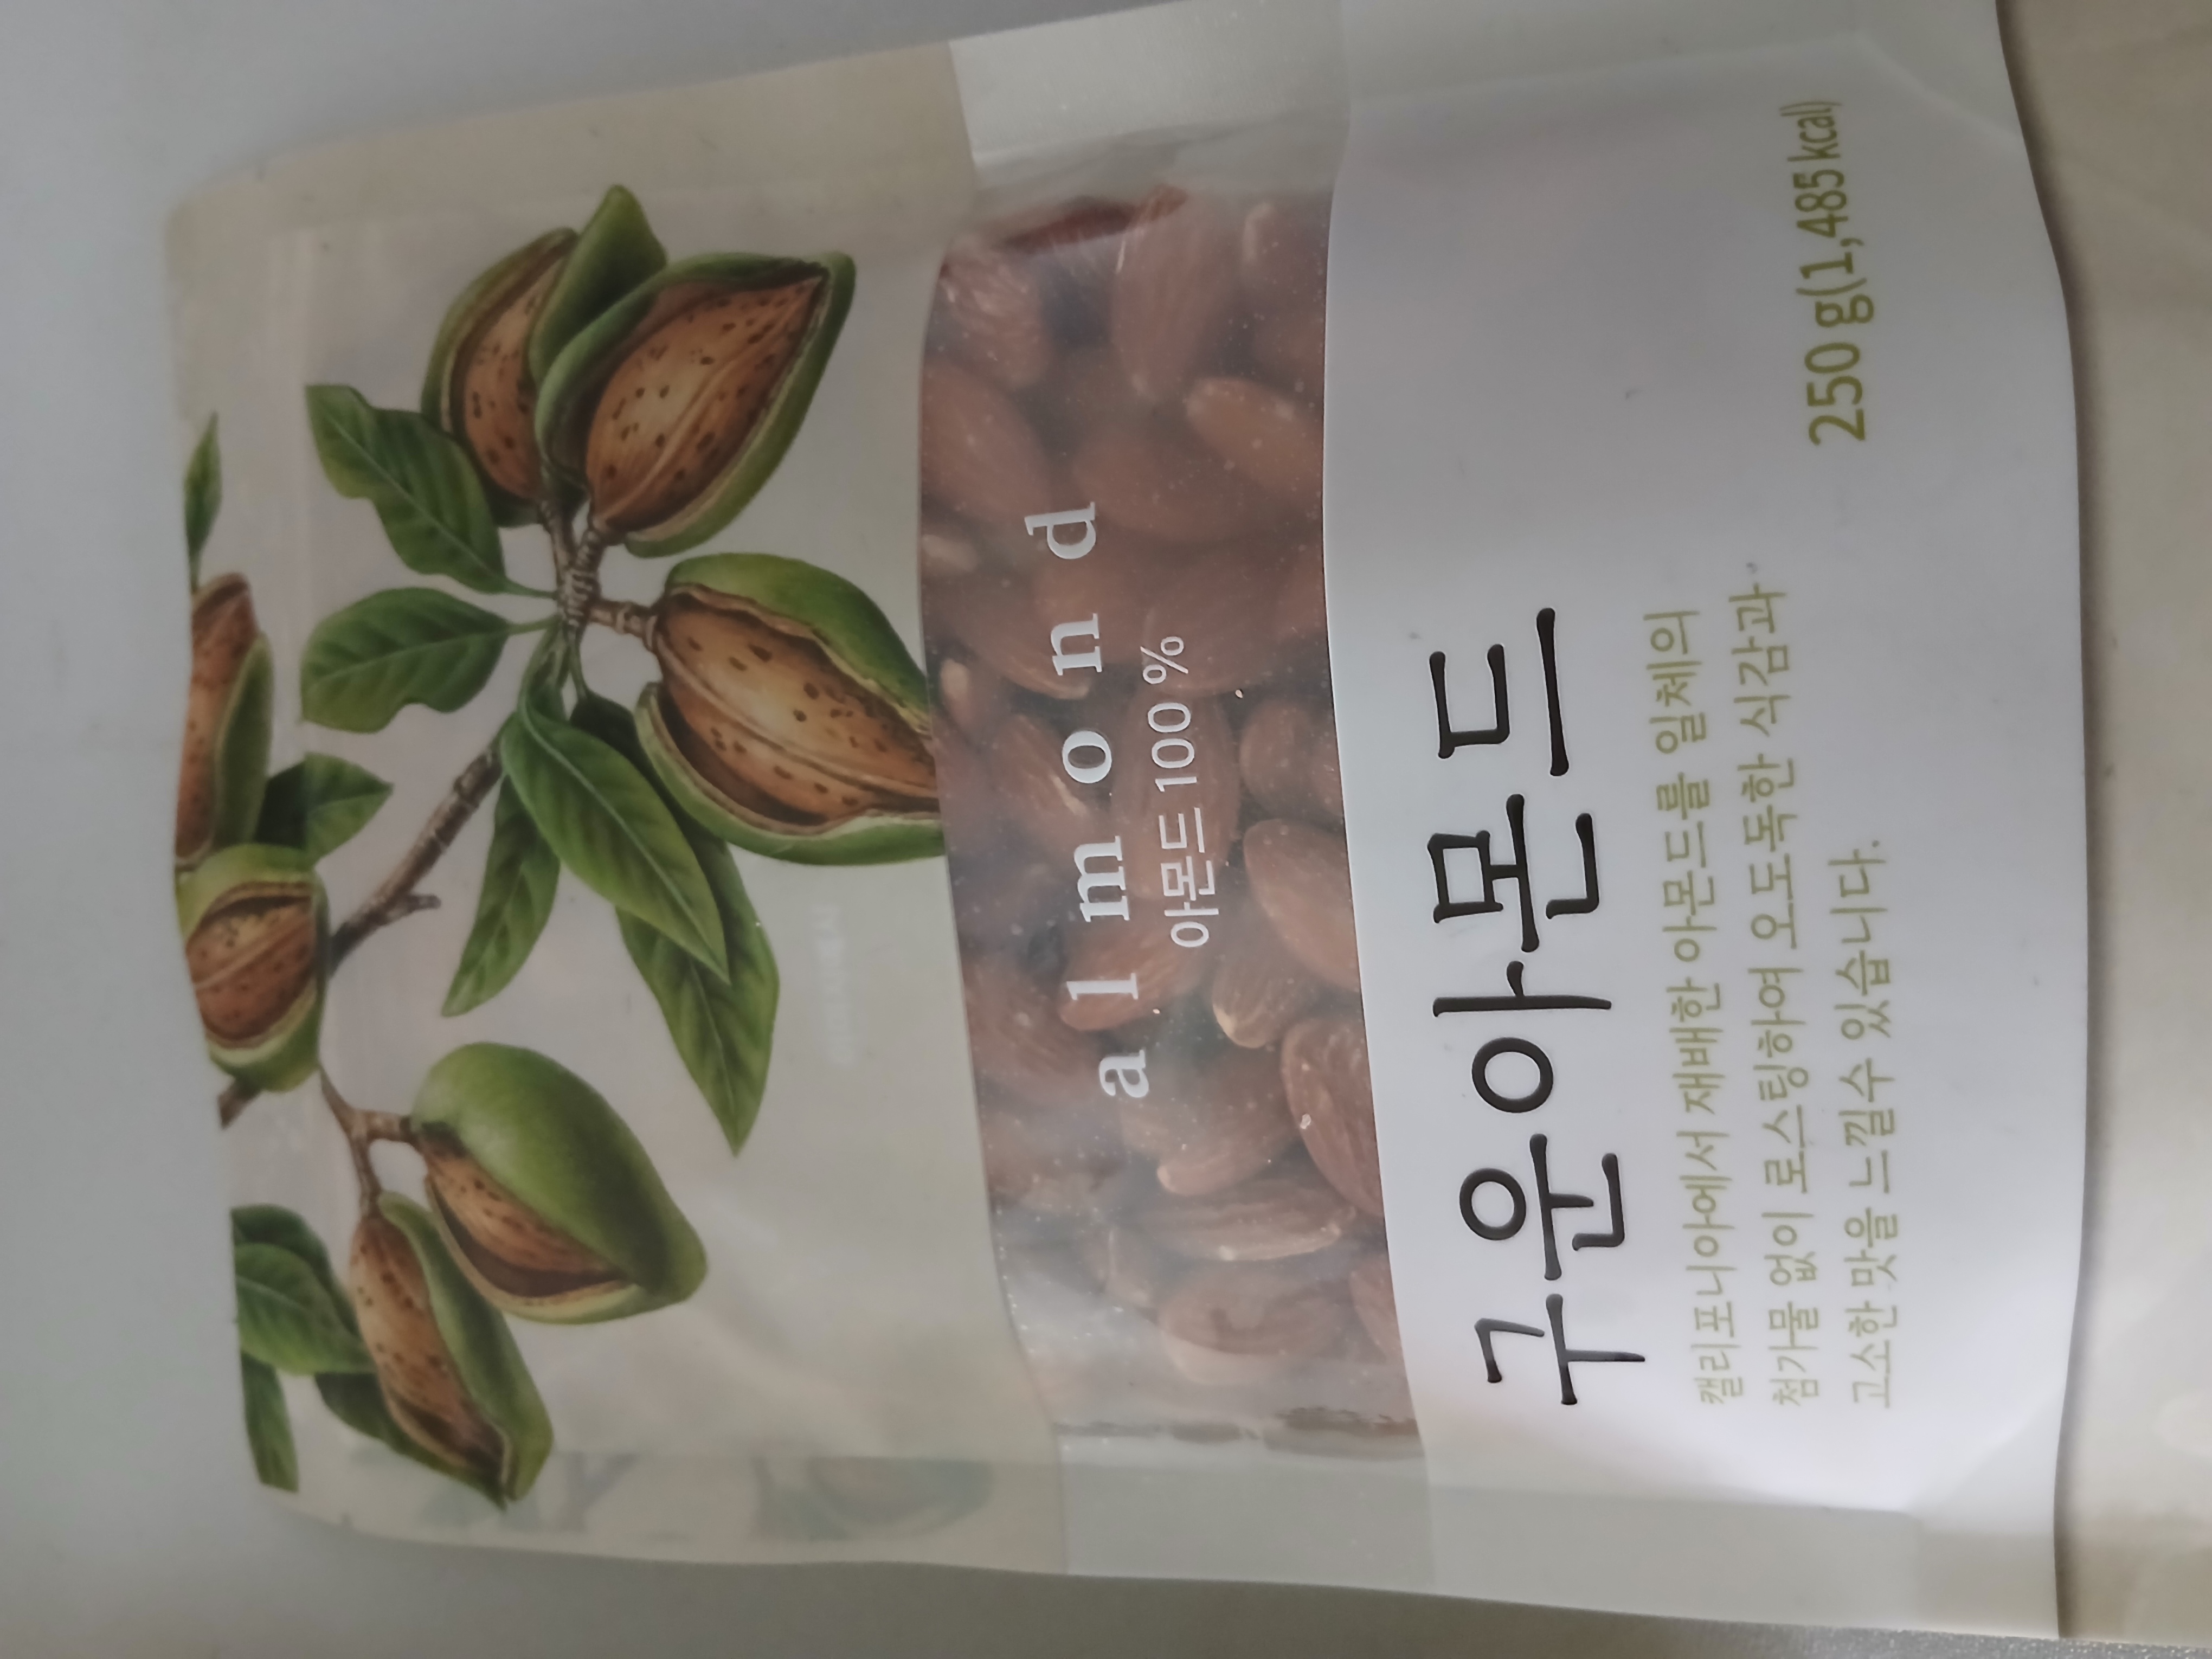 almond
아몬드 100 %
구운아몬드
캘리포니아에서 재배한 아몬드를 일체의
첨가물 없이 로스팅하여 오도독한 식감과
고소한 맛을 느낄수 있습니다.
250 g(1,485 kcal)